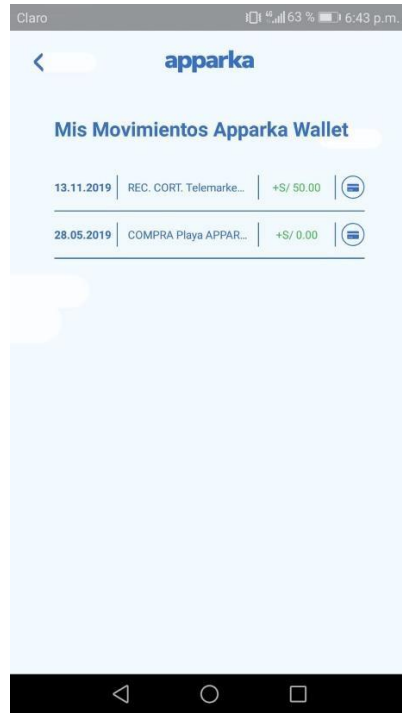 Claro 63 % 6:43 p.m.
apparka
Mis Movimientos Apparka Wallet
13.11.2019 REC. CORT. Telemarke... +S/ 50.00
28.05.2019 COMPRA Playa APPAR... +S/ 0.00